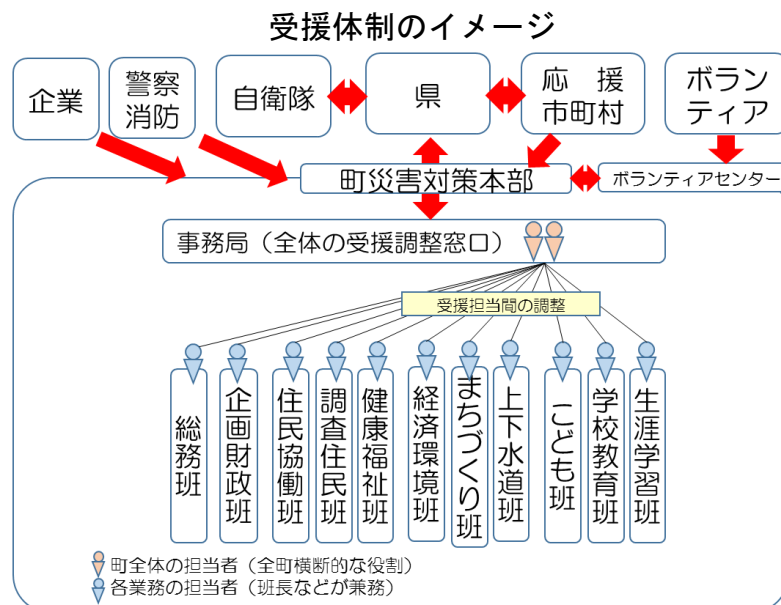 受援体制のイメージ
企業
警察
消防
自衛隊
県
応　援
市町村
ボラン
ティア
町災害対策本部
ボランティアセンター
事務局（全体の受援調整窓口）
受援担当間の調整
総務班
企画財政班
住民協働班
調査住民班
健康福祉班
経済環境班
まちづくり班
上下水道班
こども班
学校教育班
生涯学習班
町全体の担当者（全町横断的な役割）
各業務の担当者（班長などが兼務）